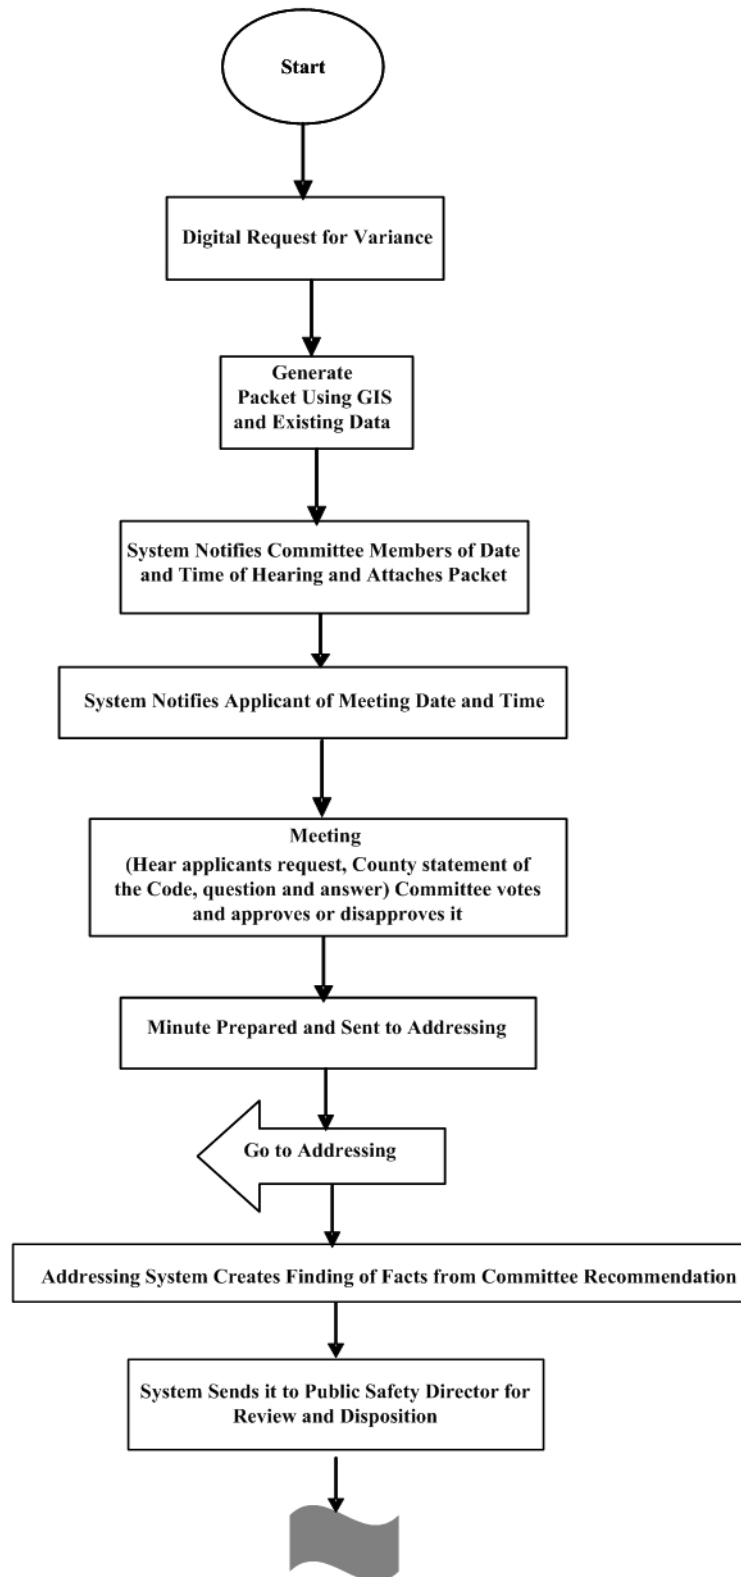 Start
Digital Request for Variance
Generate
Packet Using GIS
and Existing Data
System Notifies Committee Members of Date
and Time of Hearing and Attaches Packet
System Notifies Applicant of Meeting Date and Time
Meeting
(Hear applicants request, County statement of
the Code, question and answer) Committee votes
and approves or disapproves it
Minute Prepared and Sent to Addressing
Go to Addressing
Addressing System Creates Finding of Facts from Committee Recommendation
System Sends it to Public Safety Director for
Review and Disposition